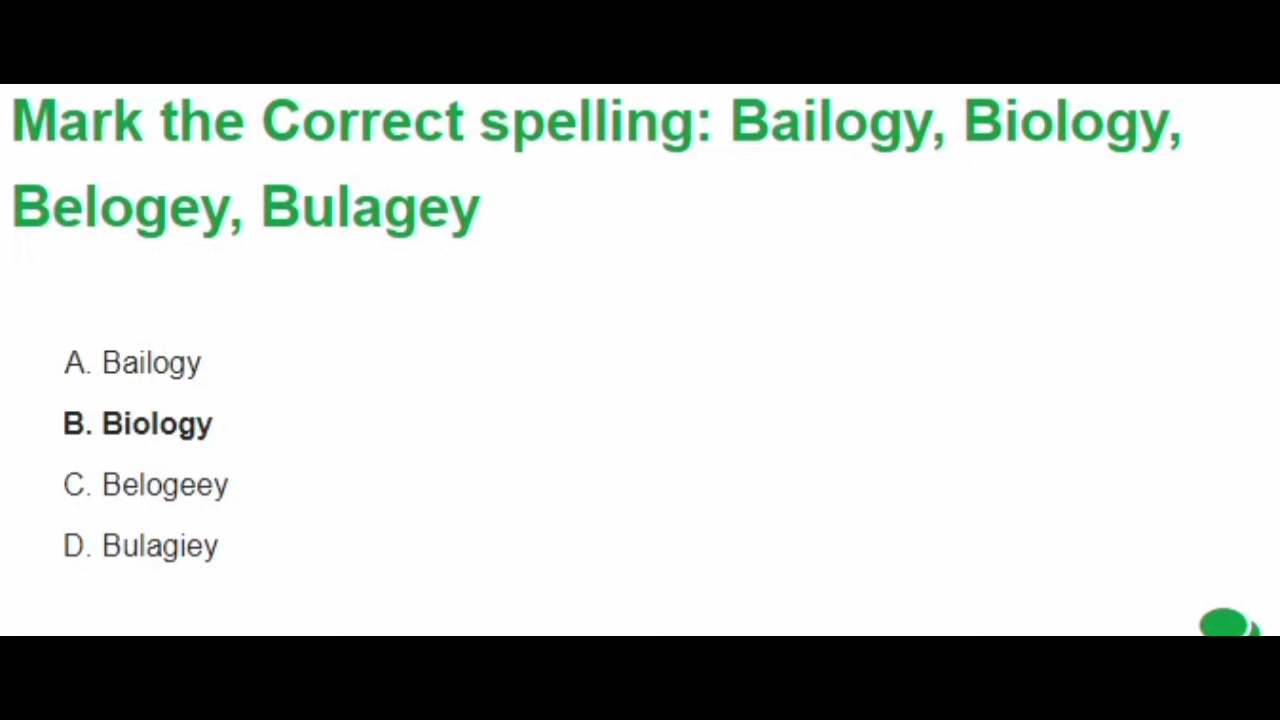 Mark the Correct spelling: Bailogy, Biology,
Belogey, Bulagey
A. Bailogy
B. Biology
C. Belogeey
D. Bulagiey